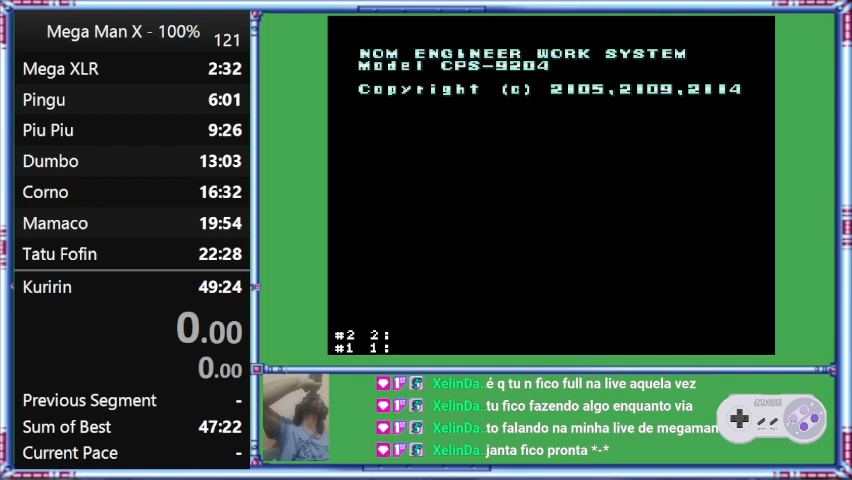 Mega Man X - 100%
121
Mega XLR 2:32
Pingu 6:01
Piu Piu 9:26
Dumbo 13:03
Corno 16:32
Mamaco 19:54
Tatu Fofin 22:28
Kuririn 49:24
0.00
0.00
Previous Segment -
Sum of Best 47:22
Current Pace -
NOM ENGINEER WORK SYSTEM
Model CPS-9204
Copyright (c) 2105,2109,2114
#2 2:
#1 1:
XelinDa..é q tu n fico full na live aquela vez
XelinDa..tu fico fazendo algo enquanto via
XelinDa..to falando na minha live de megaman
XelinDa..janta fico pronta *-*